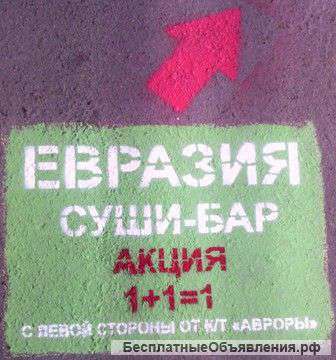 ЕВРАЗИЯ
СУШИ-БАР
АКЦИЯ
1+1=1
С ЛЕВОЙ СТОРОНЫ ОТ К/Т «АВРОРЫ»
БесплатныеОбъявления.рф